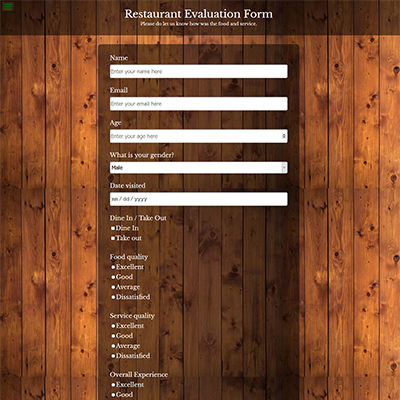 Restaurant Evaluation Form
Please do let us know how was the food and service.
Name
Enter your name here
Email
Enter your email here
Age
Enter your age here
What is your gender?
Male
Date visited
mm / dd / yyyy
Dine In / Take Out
Dine In
Take out
Food quality
Excellent
Good
Average
Dissatisfied
Service quality
Excellent
Good
Average
Dissatisfied
Overall Experience
Excellent
Good